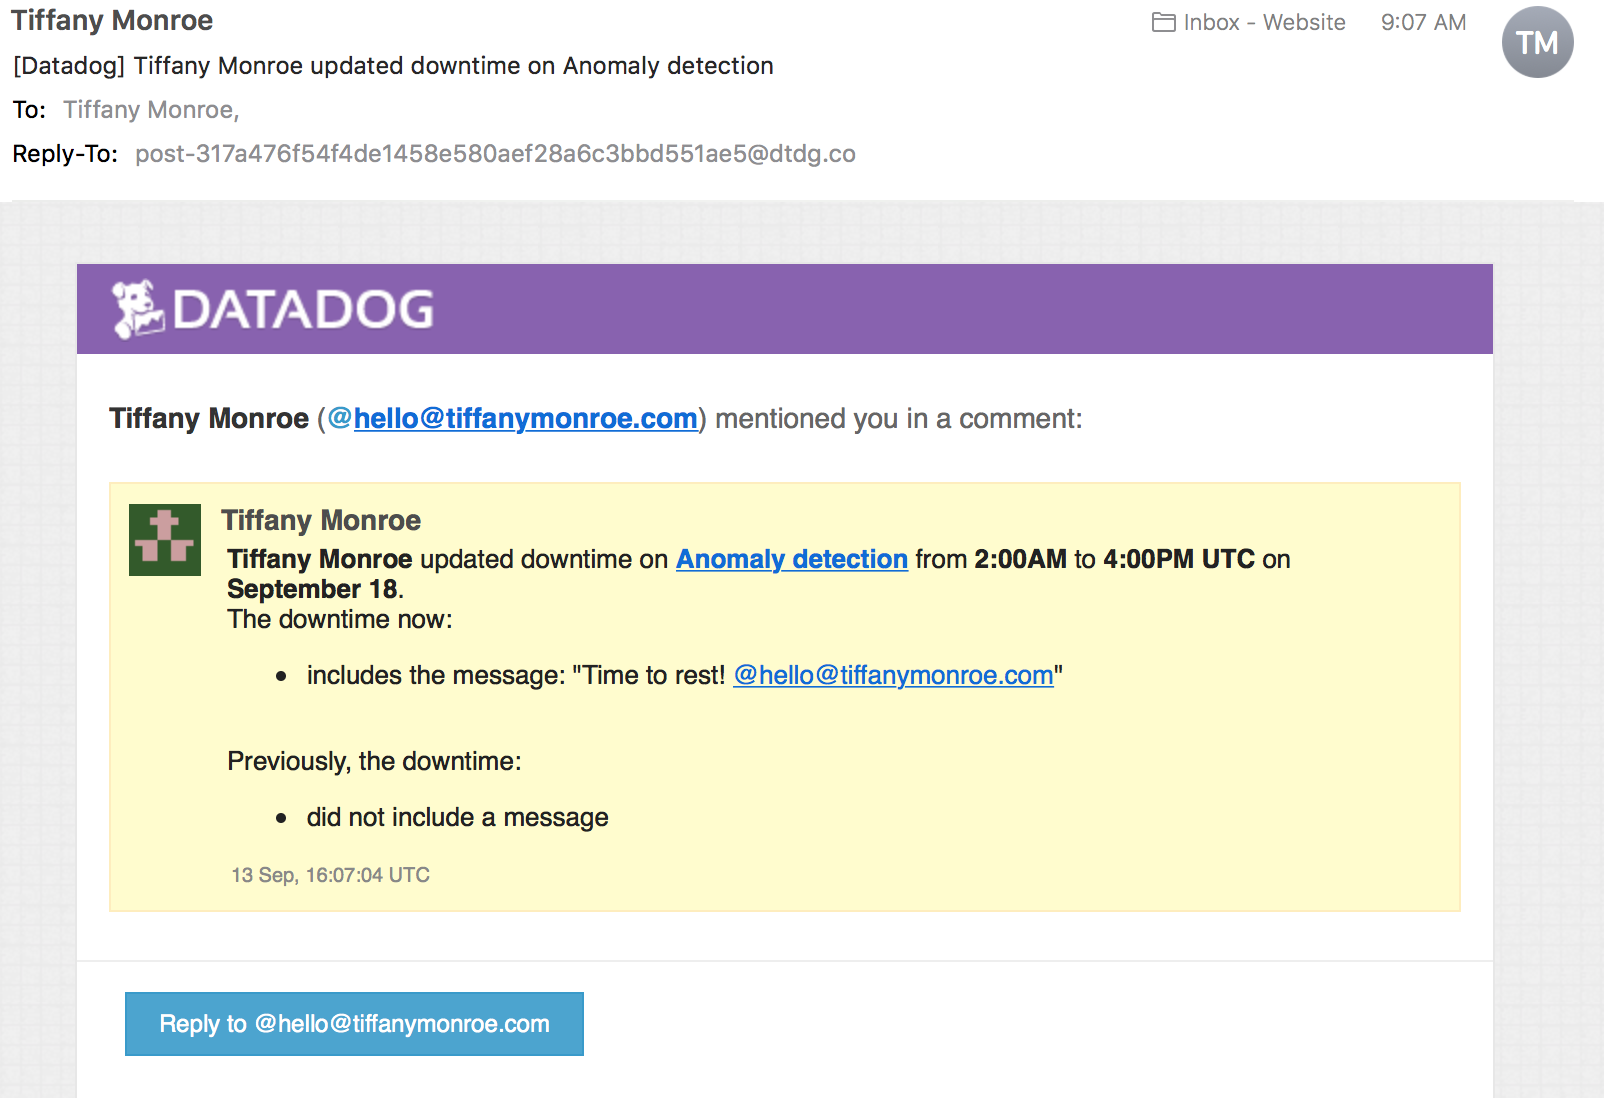 Tiffany Monroe
Inbox - Website 9:07 AM
TM
[Datadog] Tiffany Monroe updated downtime on Anomaly detection
To: Tiffany Monroe,
Reply-To: post-317a476f54f4de1458e580aef28a6c3bbd551ae5@dtdg.co
DATADOG
Tiffany Monroe (@hello@tiffanymonroe.com) mentioned you in a comment:
Tiffany Monroe
Tiffany Monroe updated downtime on Anomaly detection from 2:00AM to 4:00PM UTC on
September 18.
The downtime now:
• includes the message: "Time to rest! @hello@tiffanymonroe.com"
Previously, the downtime:
• did not include a message
13 Sep, 16:07:04 UTC
Reply to @hello@tiffanymonroe.com